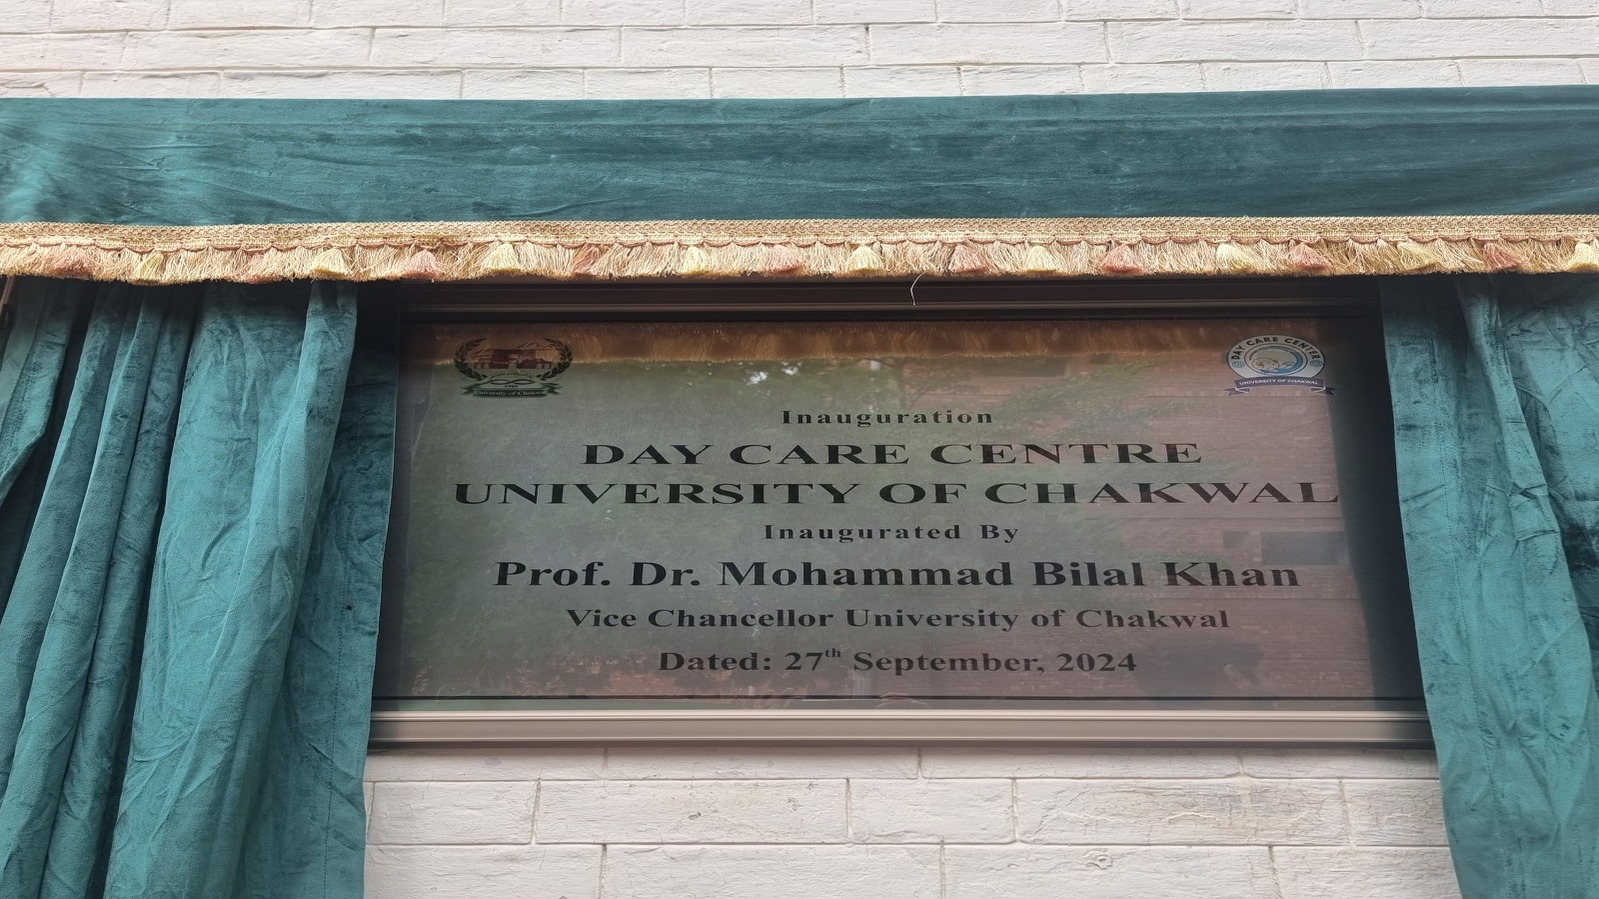 University of Chakwal
DAY CARE CENTER
UNIVERSITY OF CHAKWAL
Inauguration
DAY CARE CENTRE
UNIVERSITY OF CHAKWAL
Inaugurated By
Prof. Dr. Mohammad Bilal Khan
Vice Chancellor University of Chakwal
Dated: 27th September, 2024